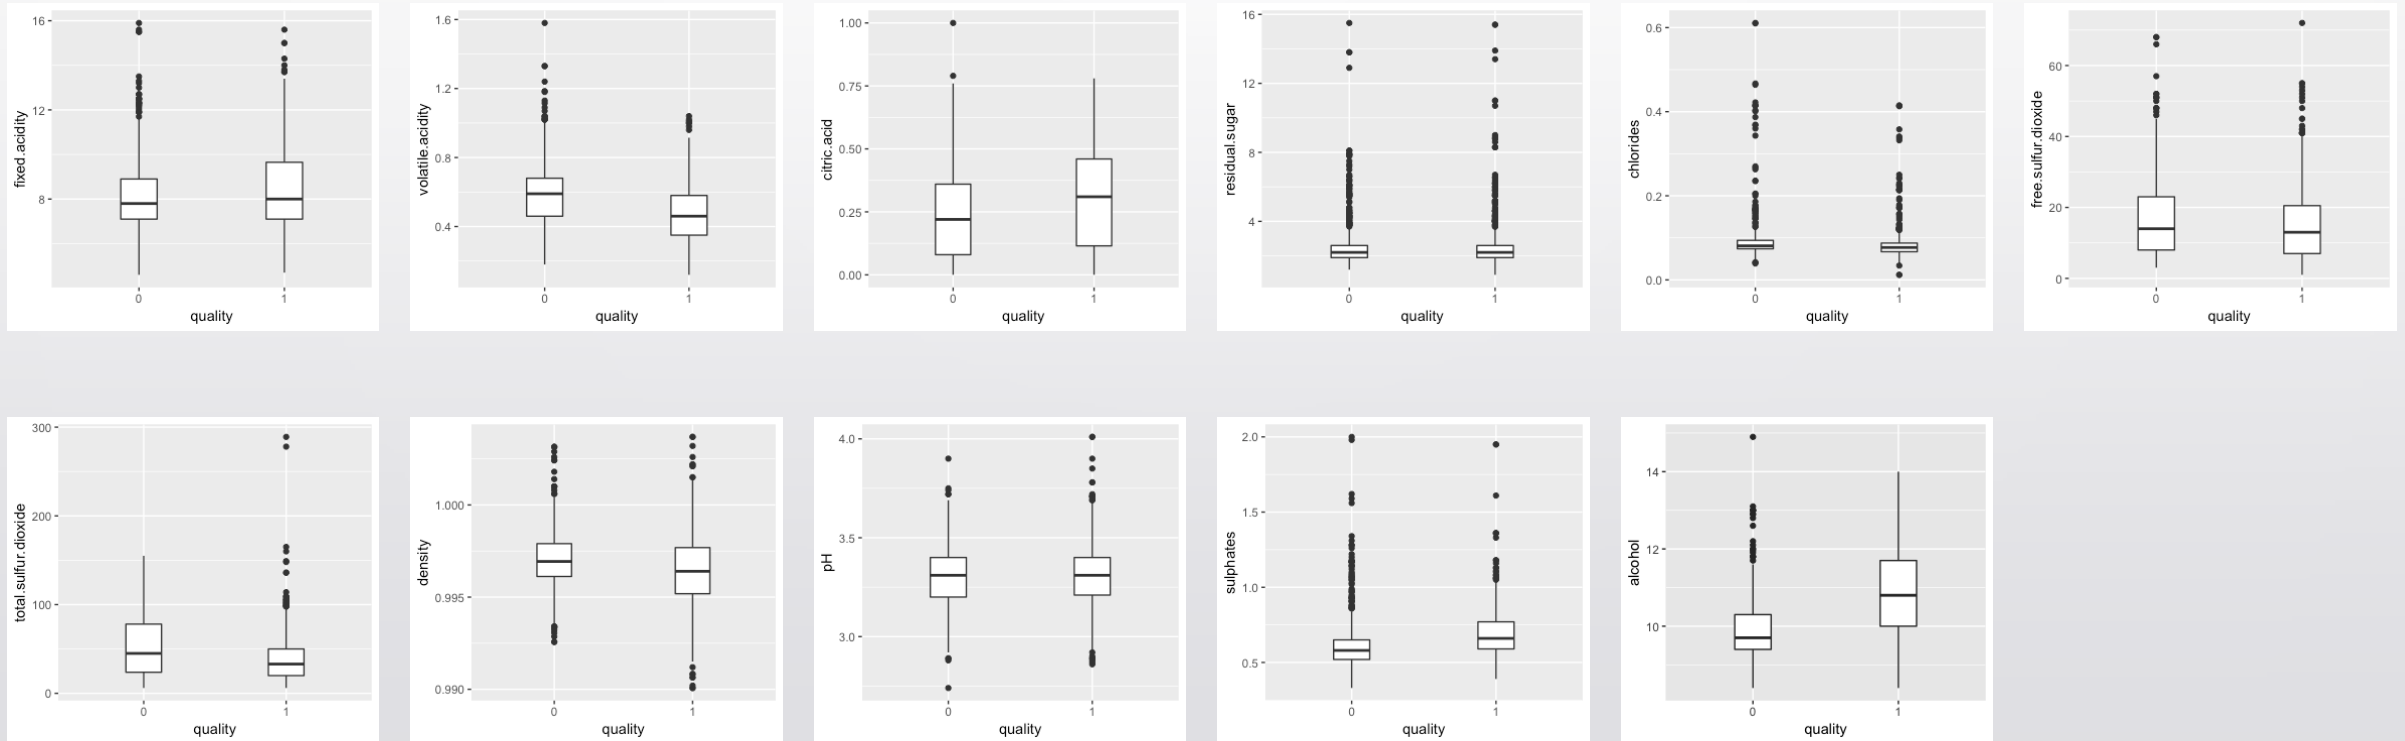 fixed.acidity
16
12
8
0 1
quality
volatile.acidity
1.6
1.2
0.8
0.4
0 1
quality
citric.acid
1.00
0.75
0.50
0.25
0.00
0 1
quality
residual.sugar
16
12
8
4
0 1
quality
chlorides
0.6
0.4
0.2
0.0
0 1
quality
free.sulfur.dioxide
60
40
20
0
0 1
quality
total.sulfur.dioxide
300
200
100
0
0 1
quality
density
1.000
0.995
0.990
0 1
quality
pH
4.0
3.5
3.0
0 1
quality
sulphates
2.0
1.5
1.0
0.5
0 1
quality
alcohol
14
12
10
0 1
quality